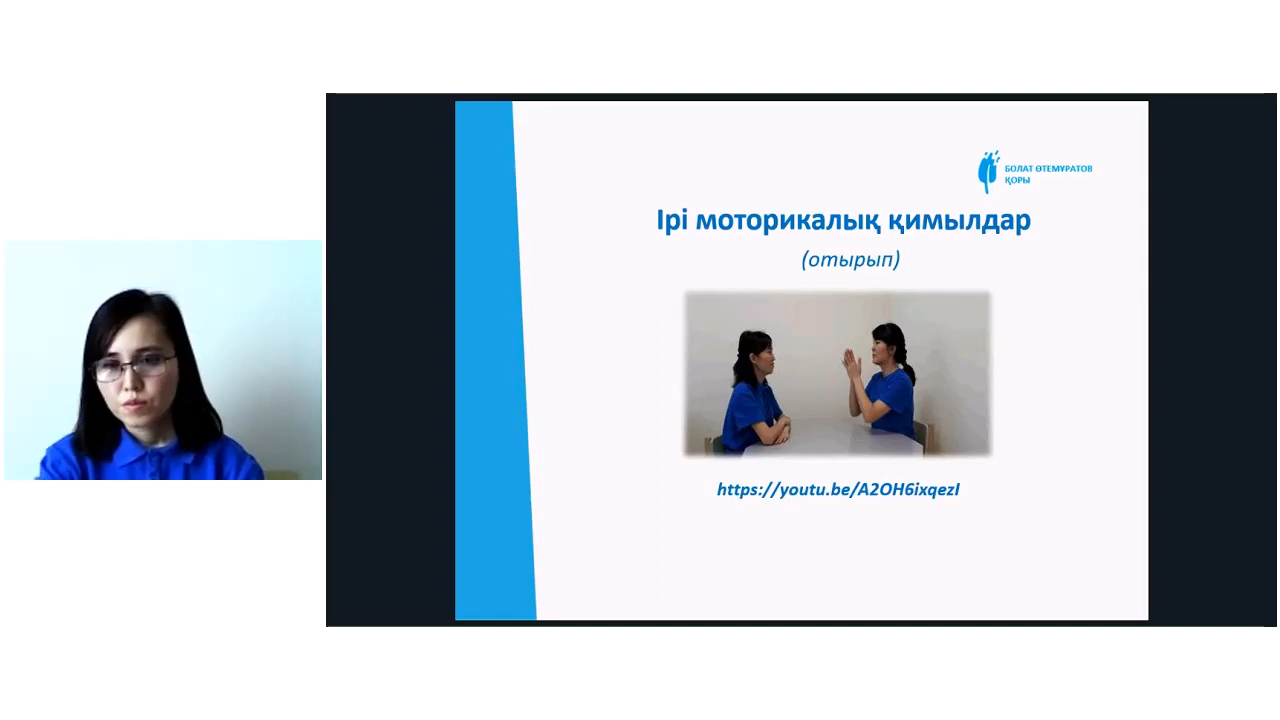 БОЛАТ ӨТЕМҰРАТОВ
ҚОРЫ
Ірі моторикалық қимылдар
(отырып)
https://youtu.be/A2OH6ixqezI